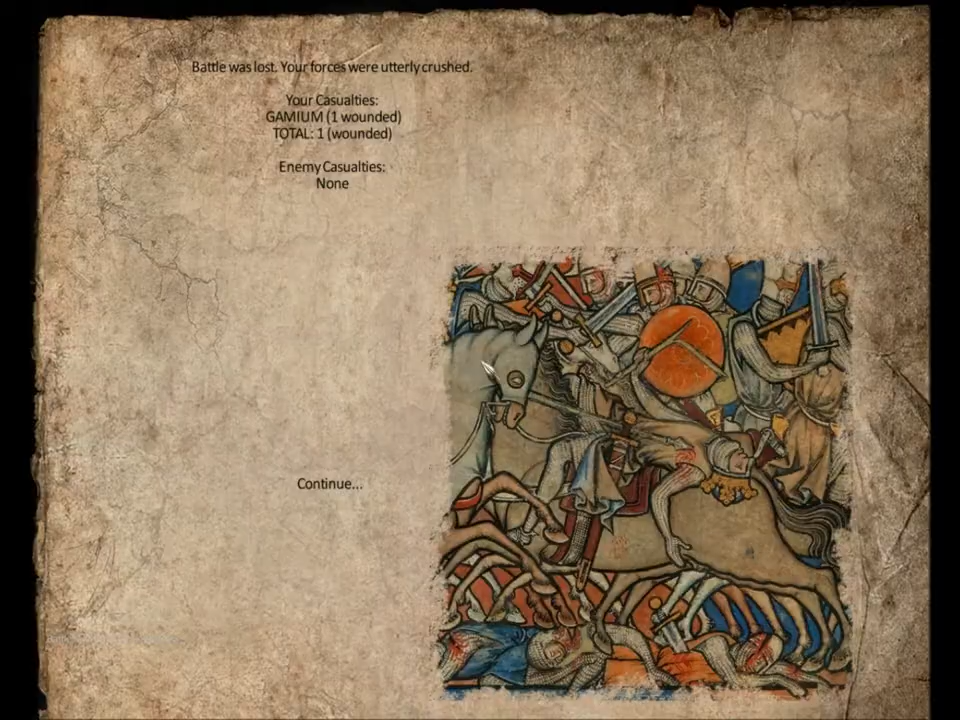 Battle was lost. Your forces were utterly crushed.
Your Casualties:
GAMIUM (1 wounded)
TOTAL: 1 (wounded)
Enemy Casualties:
None
Continue...